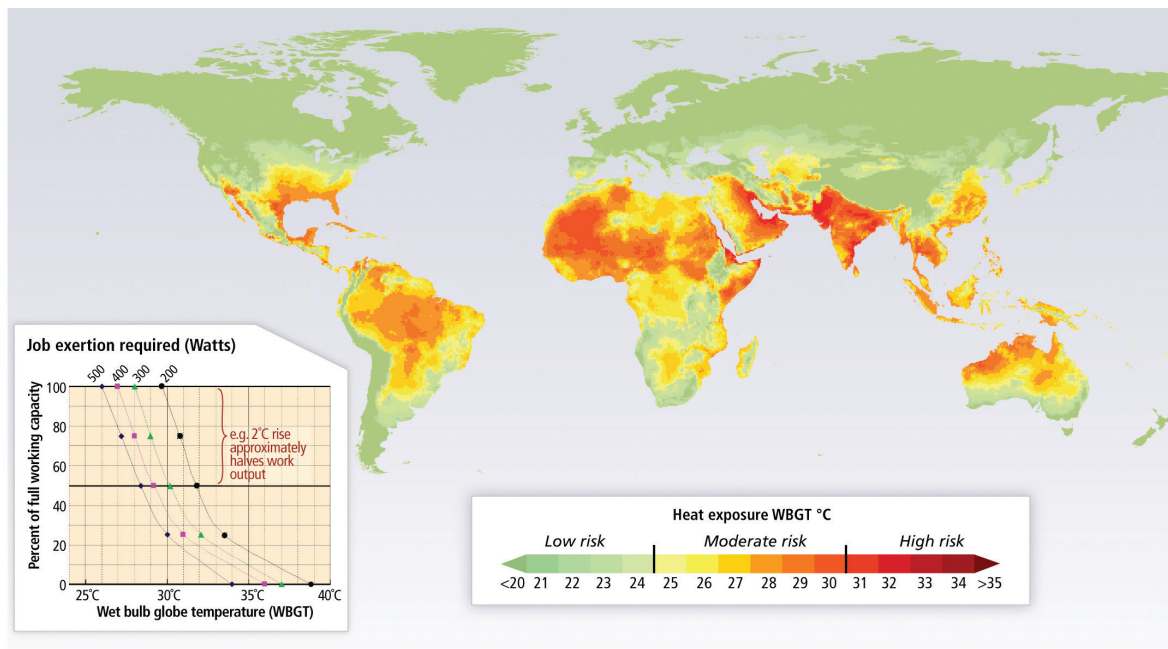 Job exertion required (Watts)
500 400 300 200
Percent of full working capacity
100
80
60
40
20
0
e.g. 2°C rise
approximately
halves work
output
25°C 30°C 35°C 40°C
Wet bulb globe temperature (WBGT)
Heat exposure WBGT °C
Low risk Moderate risk High risk
<20 21 22 23 24 25 26 27 28 29 30 31 32 33 34 >35